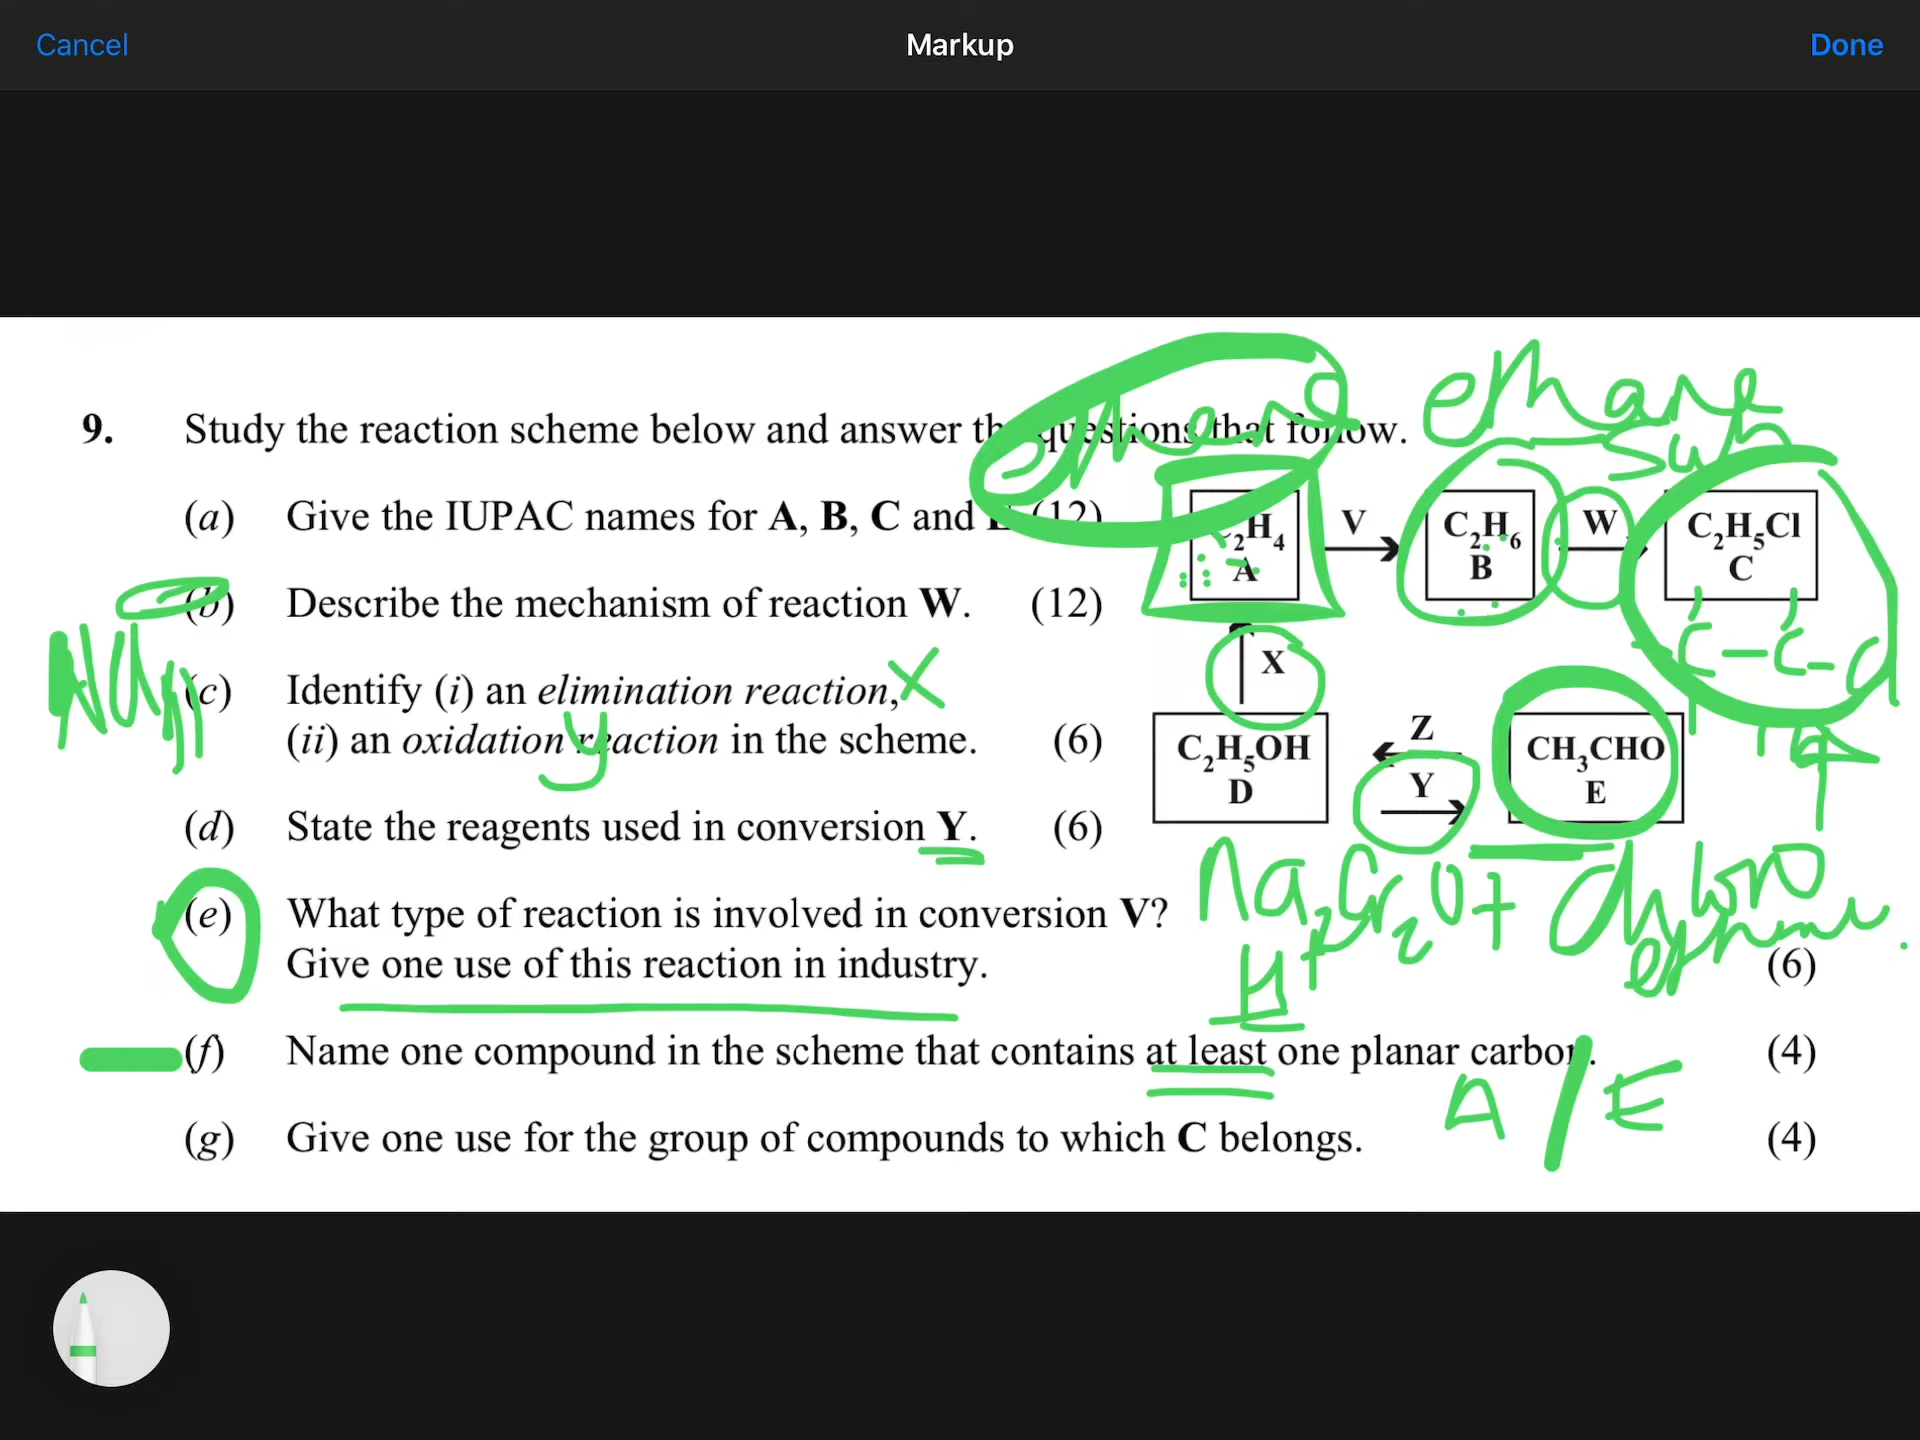 Cancel
Markup
Done
9. Study the reaction scheme below and answer the questions that follow.
ethene
ethane
sub
(a) Give the IUPAC names for A, B, C and E (12)
C₂H₄
A
V
C₂H₆
B
W
C₂H₅Cl
C
(b) Describe the mechanism of reaction W. (12)
C-C-Cl
X
(c) Identify (i) an elimination reaction, X
(ii) an oxidation reaction in the scheme. (6)
y
C₂H₅OH
D
Z
Y
CH₃CHO
E
(d) State the reagents used in conversion Y. (6)
Na₂Cr₂O₇
H⁺
Chloro
(e) What type of reaction is involved in conversion V?
Give one use of this reaction in industry. (6)
(f) Name one compound in the scheme that contains at least one planar carbon. (4)
A / E
(g) Give one use for the group of compounds to which C belongs. (4)